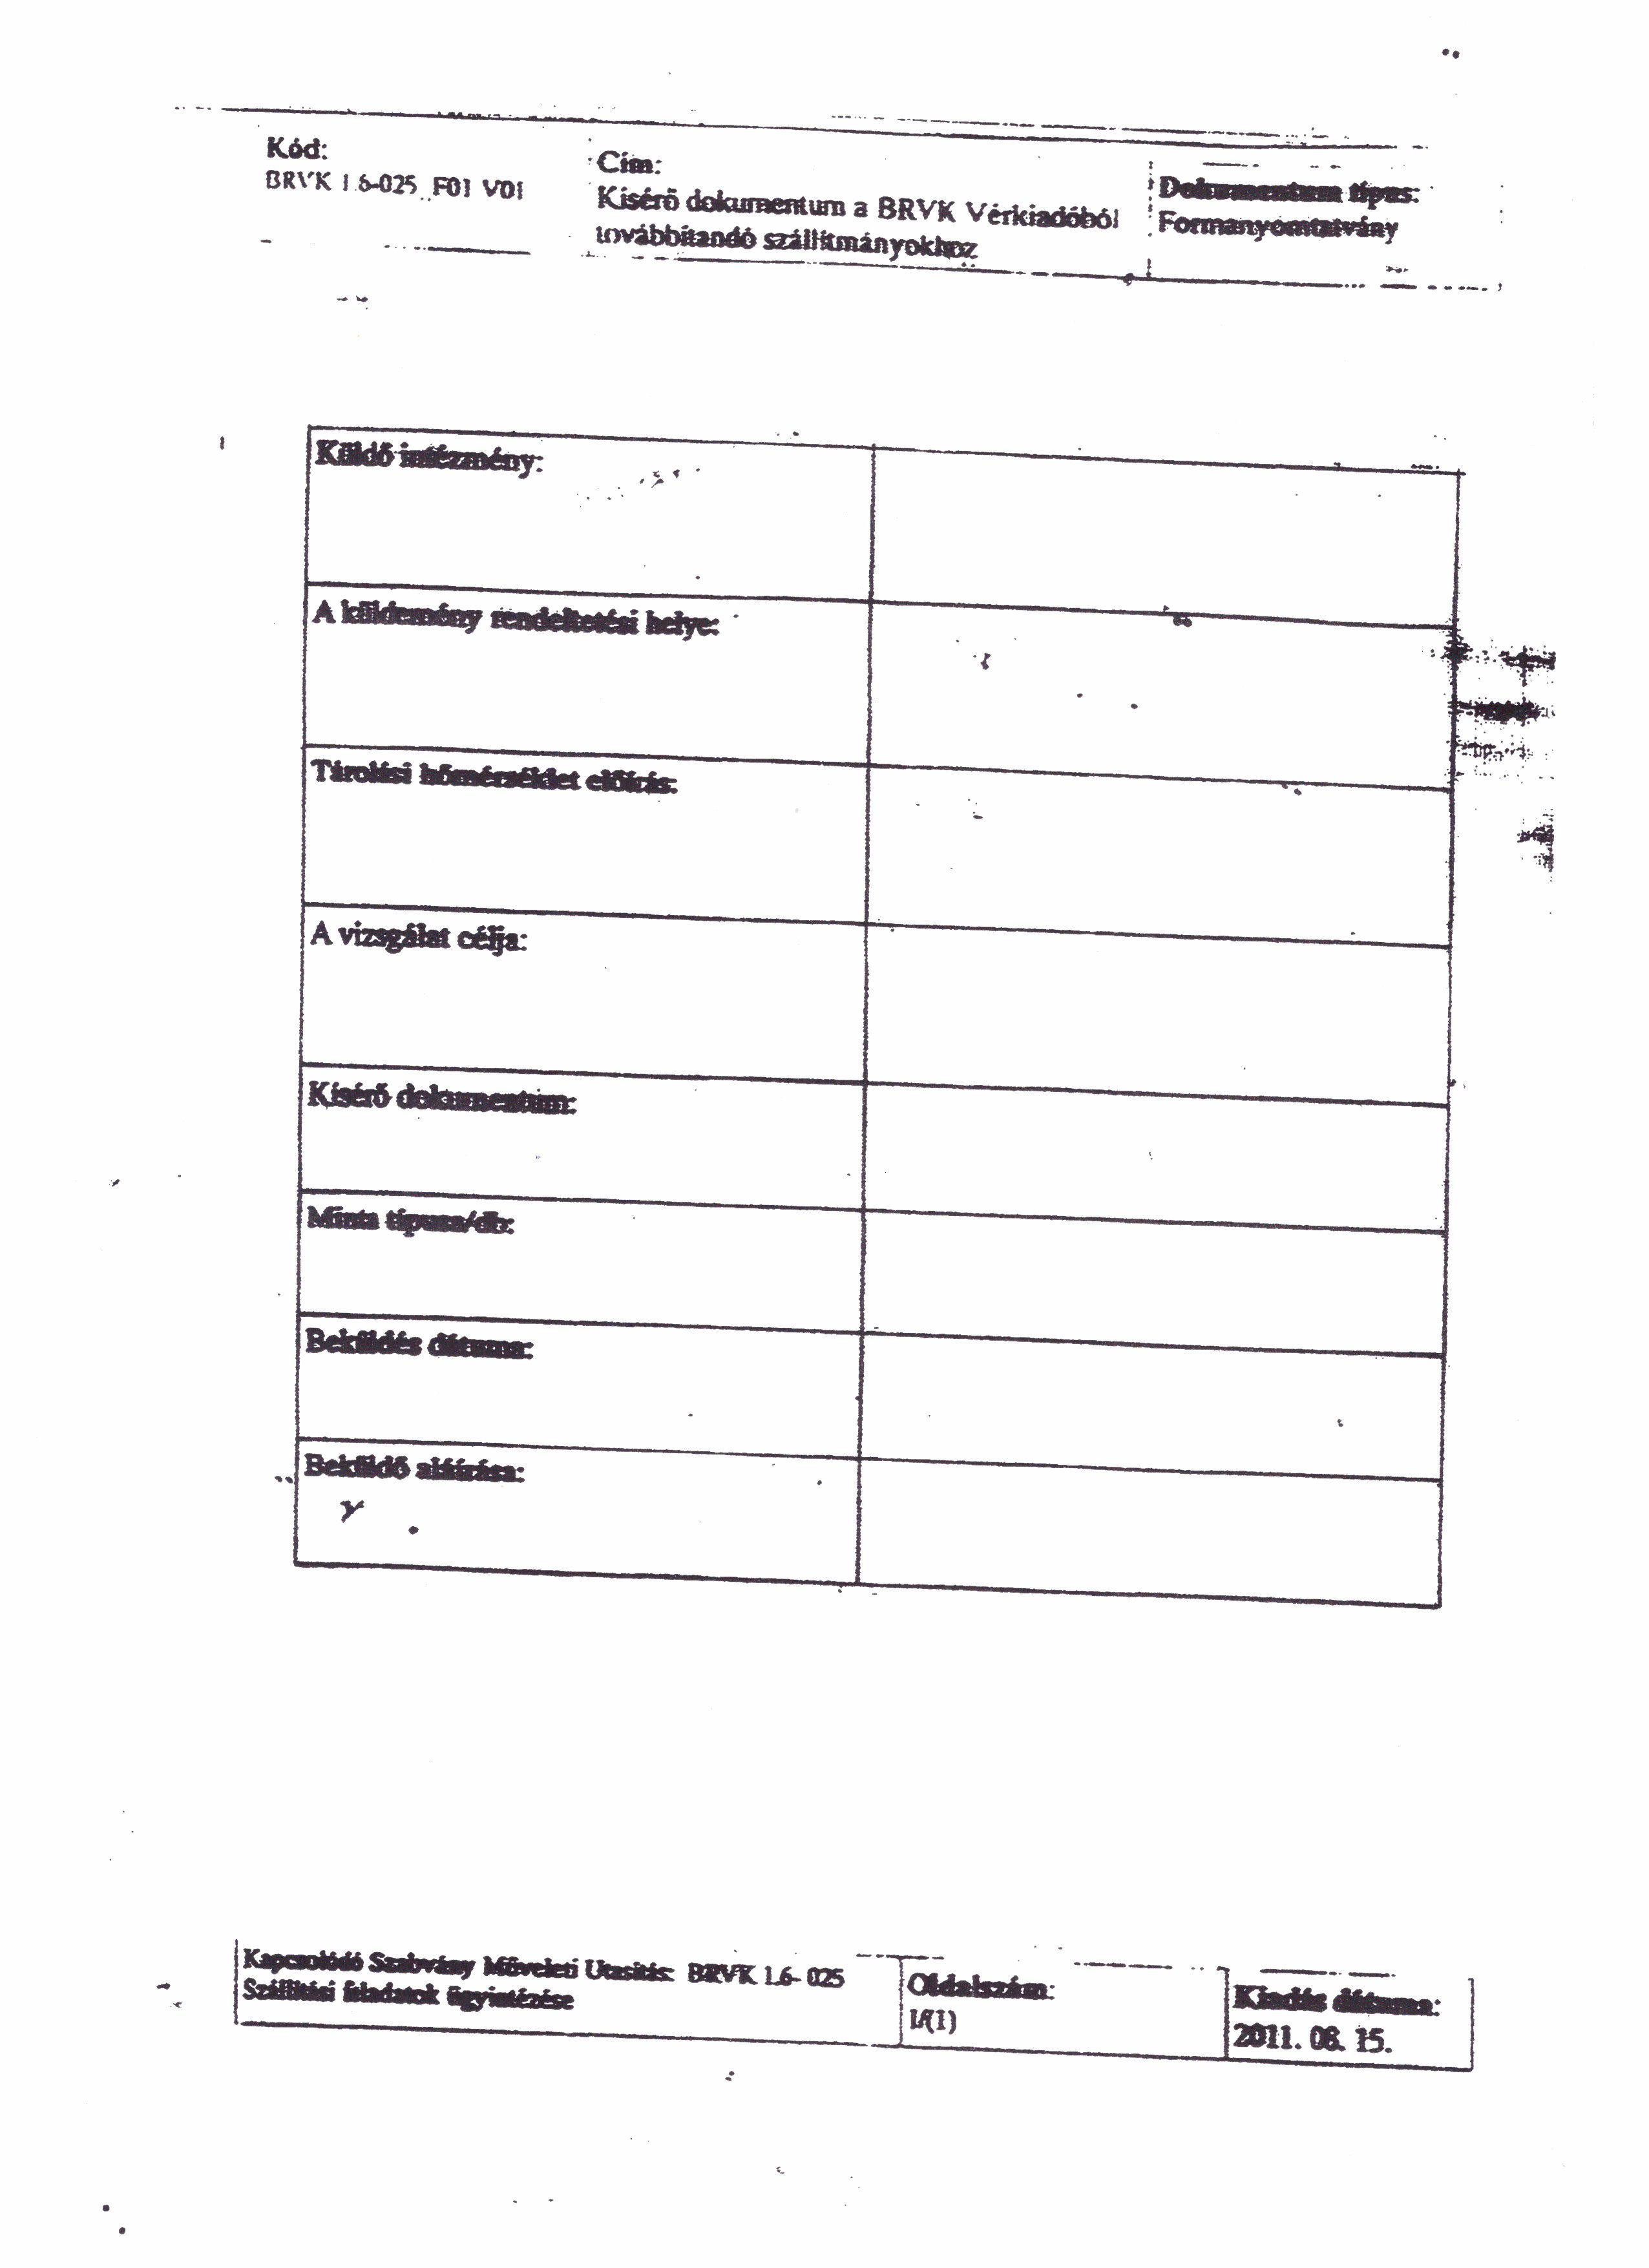 Kód:
BRVK 1.6-025_F01 V01
Cím:
Kísérő dokumentum a BRVK Vérkiadóból
továbbítandó szállítmányokhoz
Dokumentum típus:
Formanyomtatvány
Küldő intézmény:
A küldemény rendeltetési helye:
Tárolási hőmérséklet előírás:
A vizsgálat célja:
Kísérő dokumentum:
Minta típusa/db:
Beküldés dátuma:
Beküldő aláírása:
Kapcsolódó Szabvány Műveleti Utasítás: BRVK 1.6- 025
Szállítási feladatok ügyintézése
Oldalszám:
1/(1)
Kiadás dátuma:
2011. 08. 15.